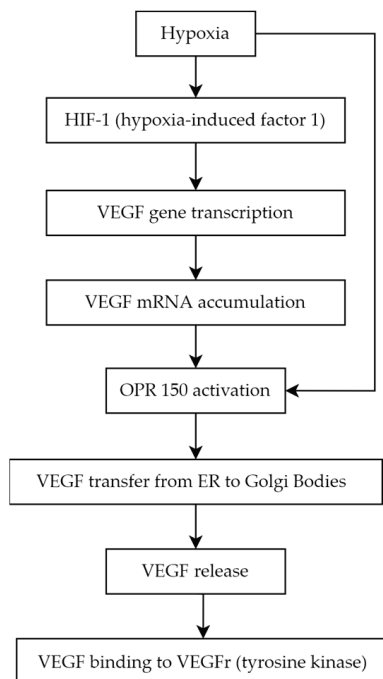 Hypoxia
HIF-1 (hypoxia-induced factor 1)
VEGF gene transcription
VEGF mRNA accumulation
OPR 150 activation
VEGF transfer from ER to Golgi Bodies
VEGF release
VEGF binding to VEGFr (tyrosine kinase)